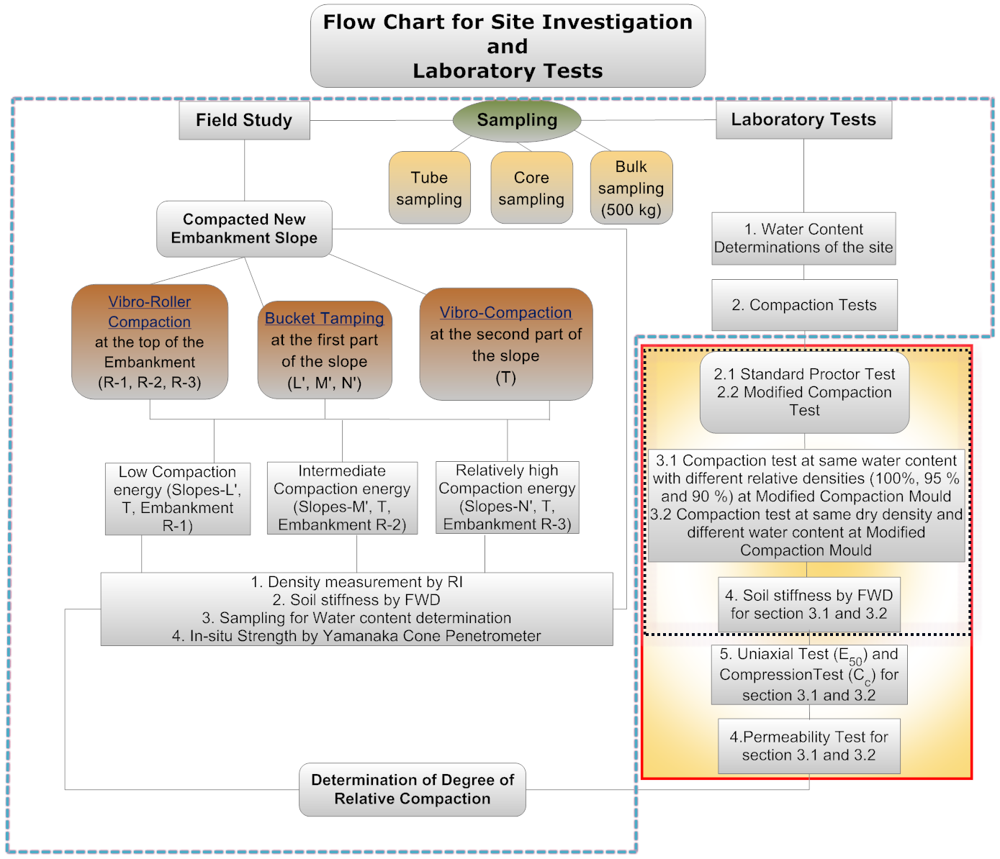 Flow Chart for Site Investigation
and
Laboratory Tests
Field Study
Sampling
Laboratory Tests
Tube
sampling
Core
sampling
Bulk
sampling
(500 kg)
Compacted New
Embankment Slope
1. Water Content
Determinations of the site
2. Compaction Tests
Vibro-Roller
Compaction
at the top of the
Embankment
(R-1, R-2, R-3)
Bucket Tamping
at the first part
of the slope
(L', M', N')
Vibro-Compaction
at the second part of
the slope
(T)
2.1 Standard Proctor Test
2.2 Modified Compaction
Test
Low Compaction
energy (Slopes-L',
T, Embankment
R-1)
Intermediate
Compaction energy
(Slopes-M', T,
Embankment R-2)
Relatively high
Compaction energy
(Slopes-N', T,
Embankment R-3)
3.1 Compaction test at same water content
with different relative densities (100%, 95 %
and 90 %) at Modified Compaction Mould
3.2 Compaction test at same dry density and
different water content at Modified
Compaction Mould
1. Density measurement by RI
2. Soil stiffness by FWD
3. Sampling for Water content determination
4. In-situ Strength by Yamanaka Cone Penetrometer
4. Soil stiffness by FWD
for section 3.1 and 3.2
5. Uniaxial Test (E50) and
CompressionTest (Cc) for
section 3.1 and 3.2
4.Permeability Test for
section 3.1 and 3.2
Determination of Degree of
Relative Compaction